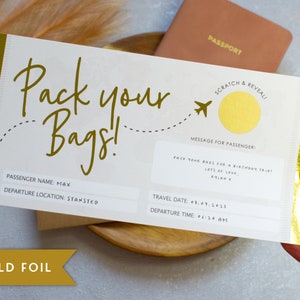 PASSPORT
Pack your
Bags!
SCRATCH & REVEAL!
MESSAGE FOR PASSENGER:
PACK YOUR BAGS FOR A BIRTHDAY TRIP!
LOTS OF LOVE,
PASSENGER NAME: MAX
DEPARTURE LOCATION: STANSTED
TRAVEL DATE:
DEPARTURE TIME:
LD FOIL